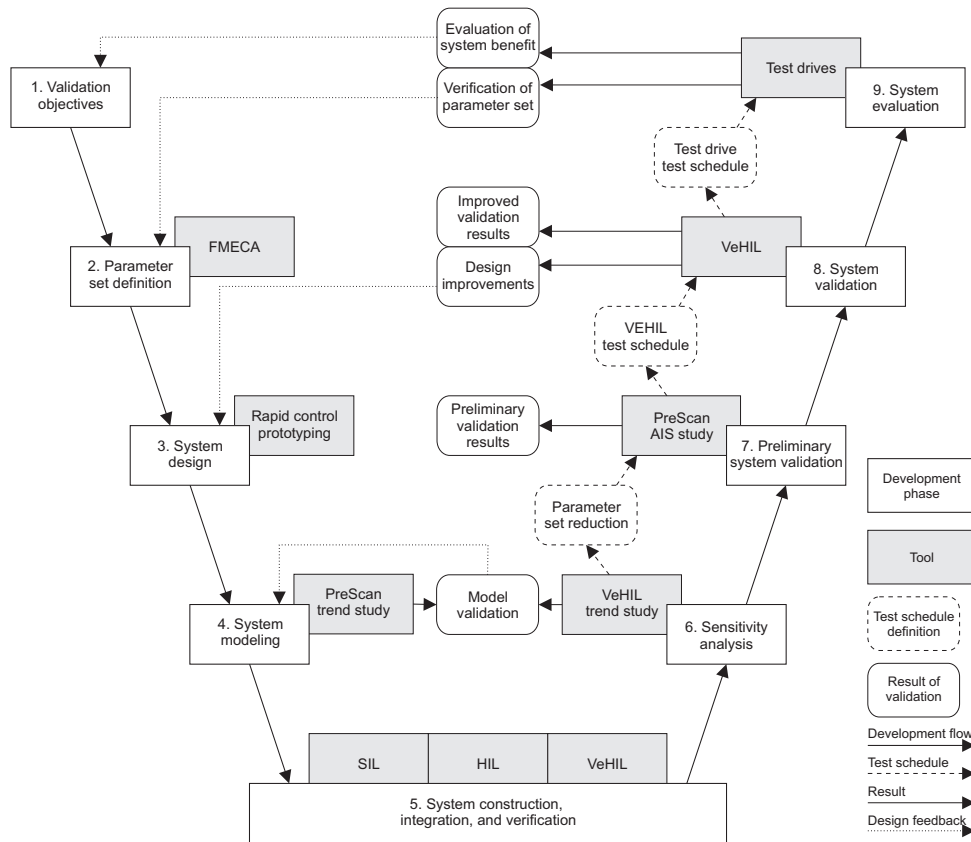 Evaluation of
system benefit
Test drives
1. Validation
objectives
Verification of
parameter set
9. System
evaluation
Test drive
test schedule
Improved
validation
results
FMECA
VeHIL
2. Parameter
set definition
Design
improvements
8. System
validation
VEHIL
test schedule
Rapid control
prototyping
Preliminary
validation
results
PreScan
AIS study
3. System
design
7. Preliminary
system validation
Development
phase
Parameter
set reduction
Tool
PreScan
trend study
Model
validation
VeHIL
trend study
4. System
modeling
6. Sensitivity
analysis
Test schedule
definition
Result of
validation
Development flow
SIL
HIL
VeHIL
Test schedule
Result
5. System construction,
integration, and verification
Design feedback